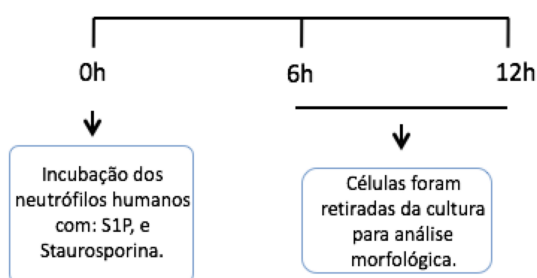 0h
6h
12h
Incubação dos
neutrófilos humanos
com: S1P, e
Staurosporina.
Células foram
retiradas da cultura
para análise
morfológica.